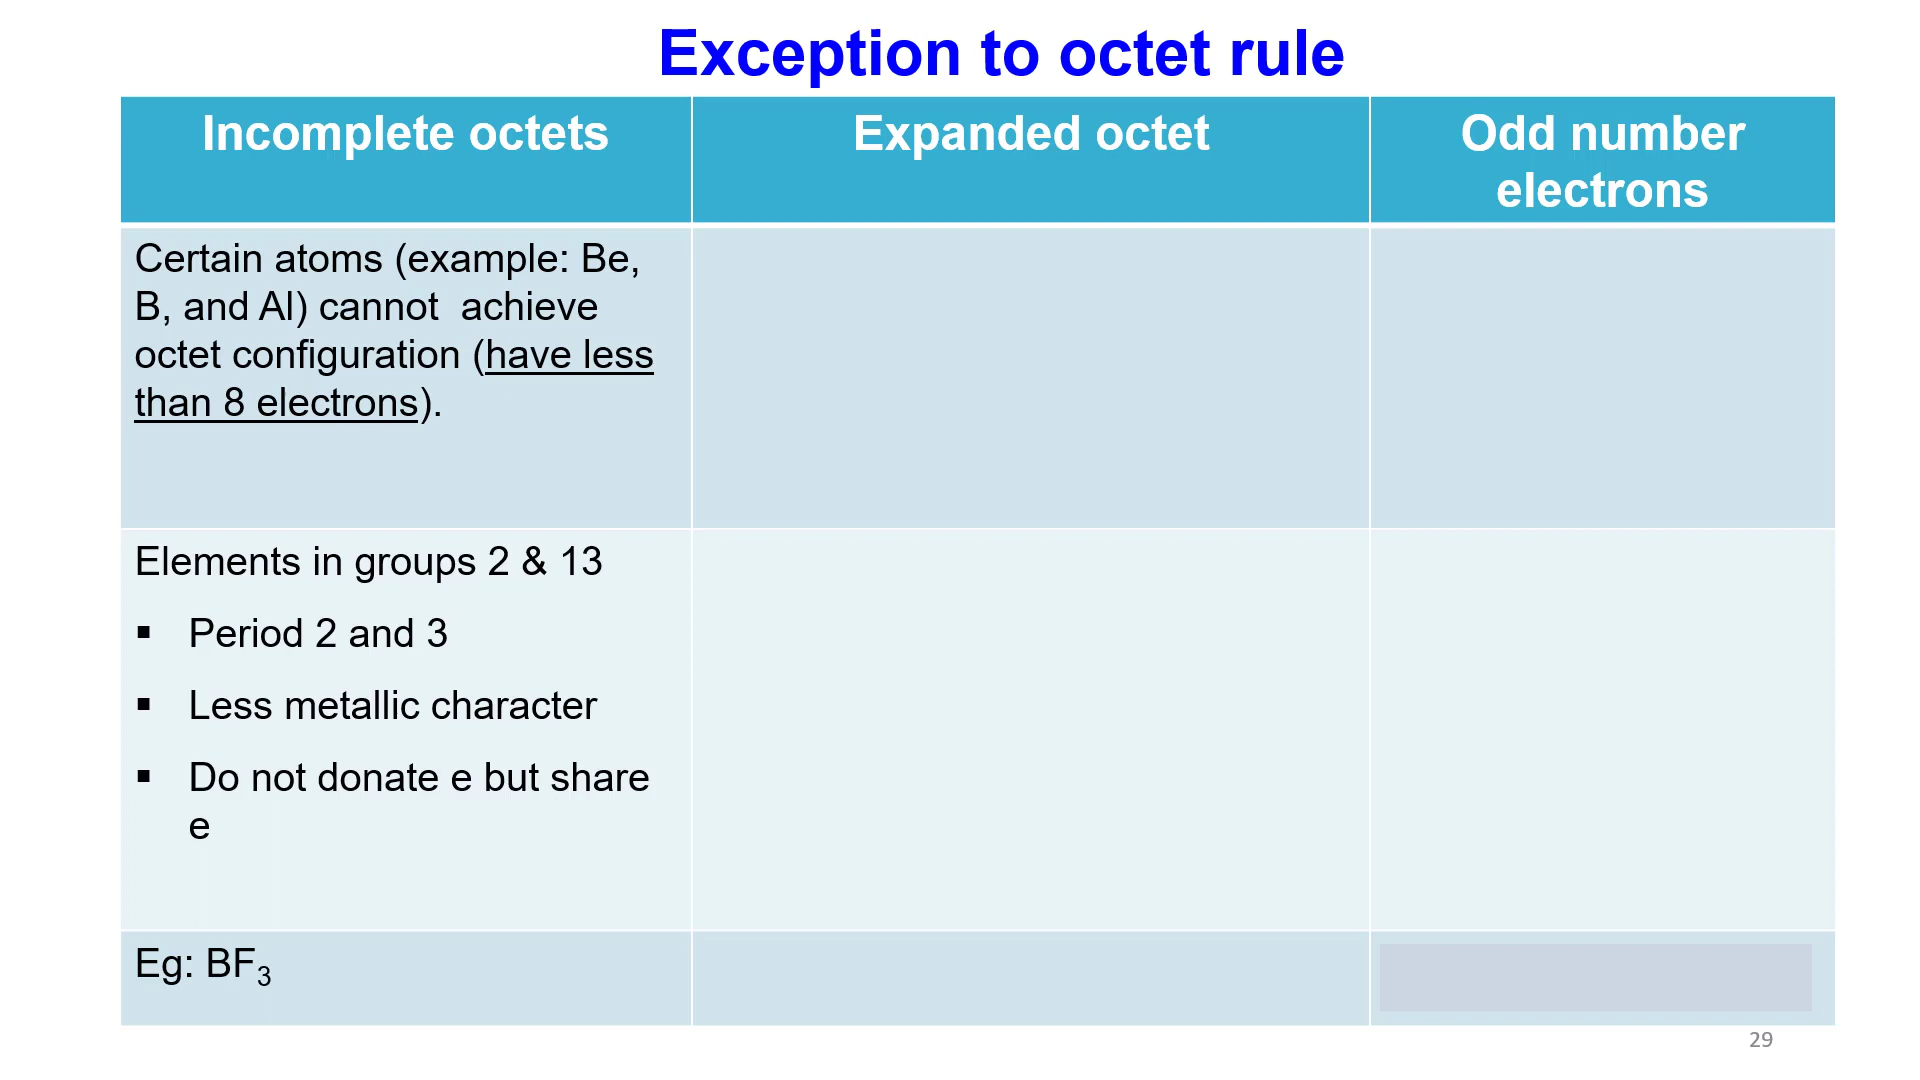 Exception to octet rule
Incomplete octets
Expanded octet
Odd number
electrons
Certain atoms (example: Be,
B, and Al) cannot  achieve
octet configuration (have less
than 8 electrons).
Elements in groups 2 & 13
▪ Period 2 and 3
▪ Less metallic character
▪ Do not donate e but share
e
Eg: BF₃
29